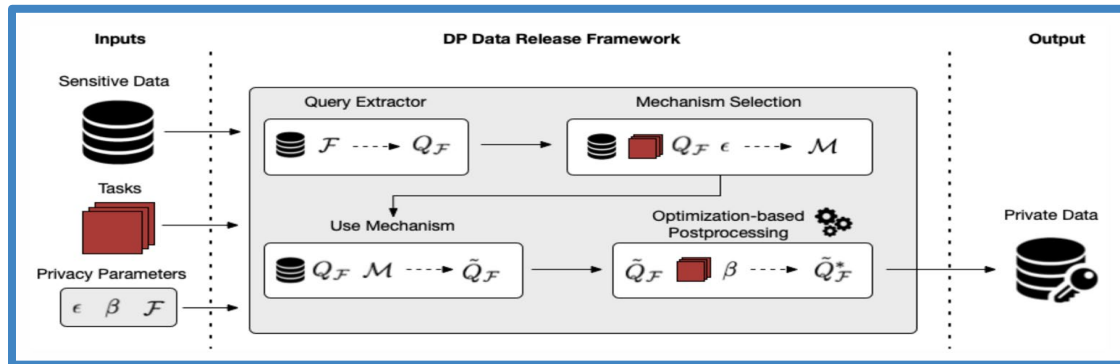 Inputs
DP Data Release Framework
Output
Sensitive Data
Query Extractor
Mechanism Selection
ℱ ----> Q_ℱ
Q_ℱ ϵ ----> ℳ
Tasks
Use Mechanism
Optimization-based
Postprocessing
Private Data
Q_ℱ ℳ ----> Q̃_ℱ
Q̃_ℱ β ----> Q̃*_ℱ
Privacy Parameters
ϵ β ℱ